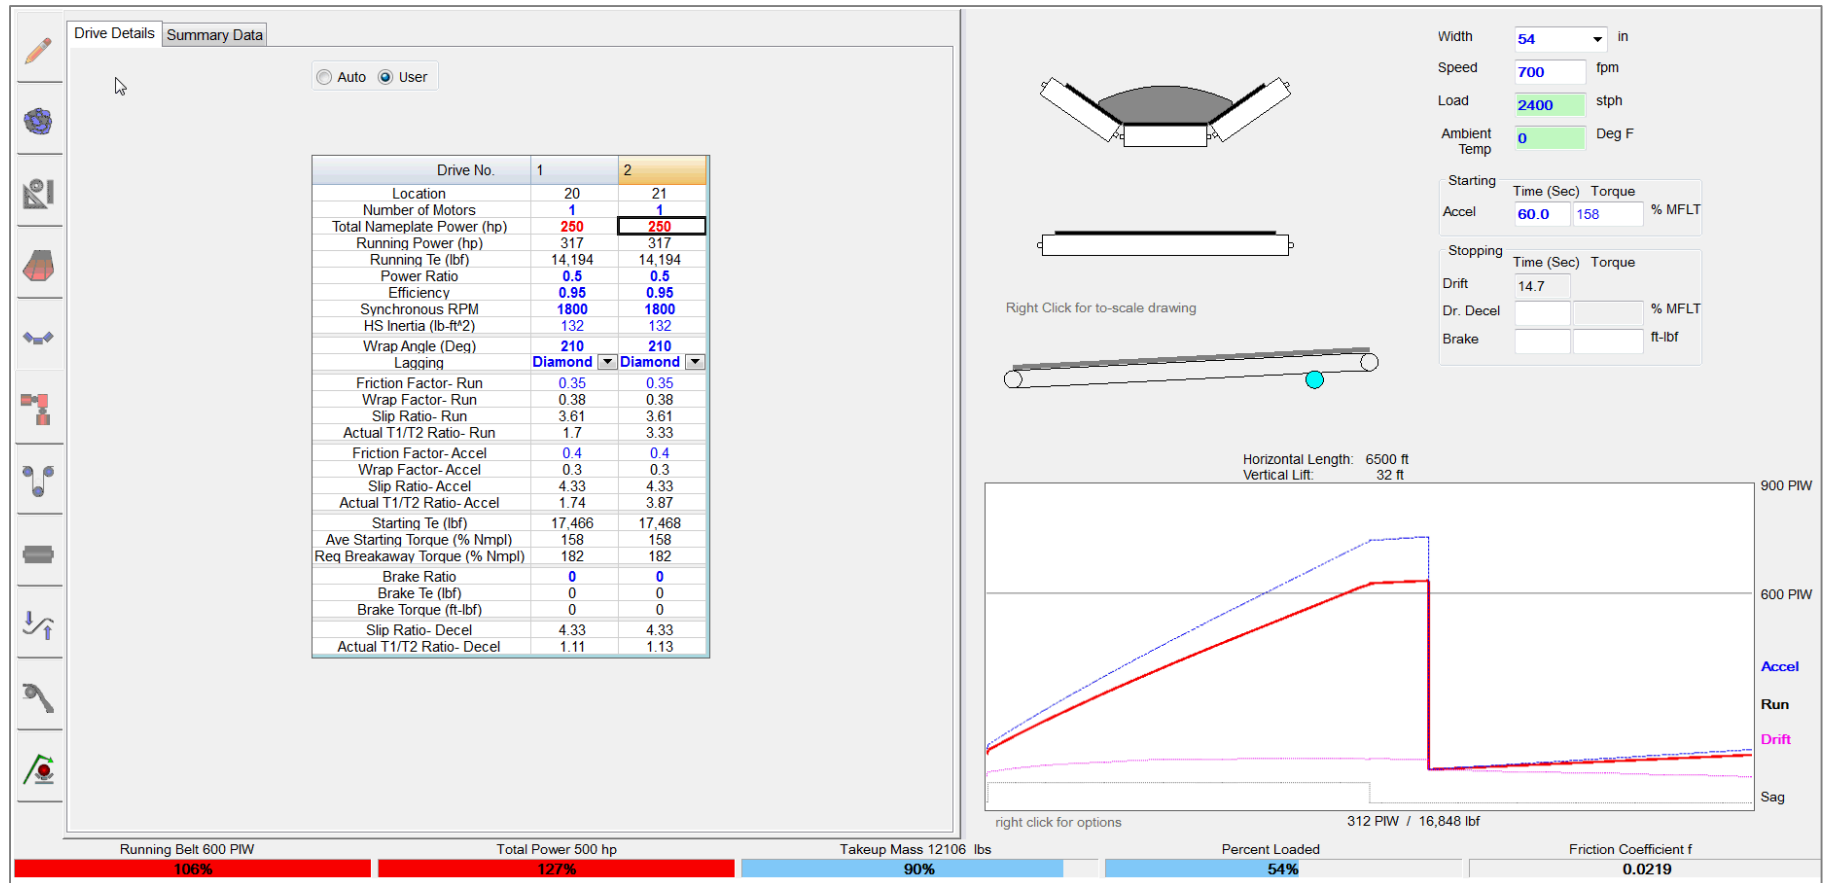 Drive Details Summary Data
Auto User
Drive No. 1 2
Location 20 21
Number of Motors 1 1
Total Nameplate Power (hp) 250 250
Running Power (hp) 317 317
Running Te (lbf) 14,194 14,194
Power Ratio 0.5 0.5
Efficiency 0.95 0.95
Synchronous RPM 1800 1800
HS Inertia (lb-ft^2) 132 132
Wrap Angle (Deg) 210 210
Lagging Diamond Diamond
Friction Factor- Run 0.35 0.35
Wrap Factor- Run 0.38 0.38
Slip Ratio- Run 3.61 3.61
Actual T1/T2 Ratio- Run 1.7 3.33
Friction Factor- Accel 0.4 0.4
Wrap Factor- Accel 0.3 0.3
Slip Ratio- Accel 4.33 4.33
Actual T1/T2 Ratio- Accel 1.74 3.87
Starting Te (lbf) 17,466 17,468
Ave Starting Torque (% Nmpl) 158 158
Req Breakaway Torque (% Nmpl) 182 182
Brake Ratio 0 0
Brake Te (lbf) 0 0
Brake Torque (ft-lbf) 0 0
Slip Ratio- Decel 4.33 4.33
Actual T1/T2 Ratio- Decel 1.11 1.13
Width 54 in
Speed 700 fpm
Load 2400 stph
Ambient Temp 0 Deg F
Starting
Time (Sec) Torque
Accel 60.0 158 % MFLT
Stopping
Time (Sec) Torque
Drift 14.7
Dr. Decel % MFLT
Brake ft-lbf
Right Click for to-scale drawing
Horizontal Length: 6500 ft
Vertical Lift: 32 ft
900 PIW
600 PIW
Accel
Run
Drift
Sag
right click for options 312 PIW / 16,848 lbf
Running Belt 600 PIW Total Power 500 hp Takeup Mass 12106 lbs Percent Loaded Friction Coefficient f
106% 127% 90% 54% 0.0219